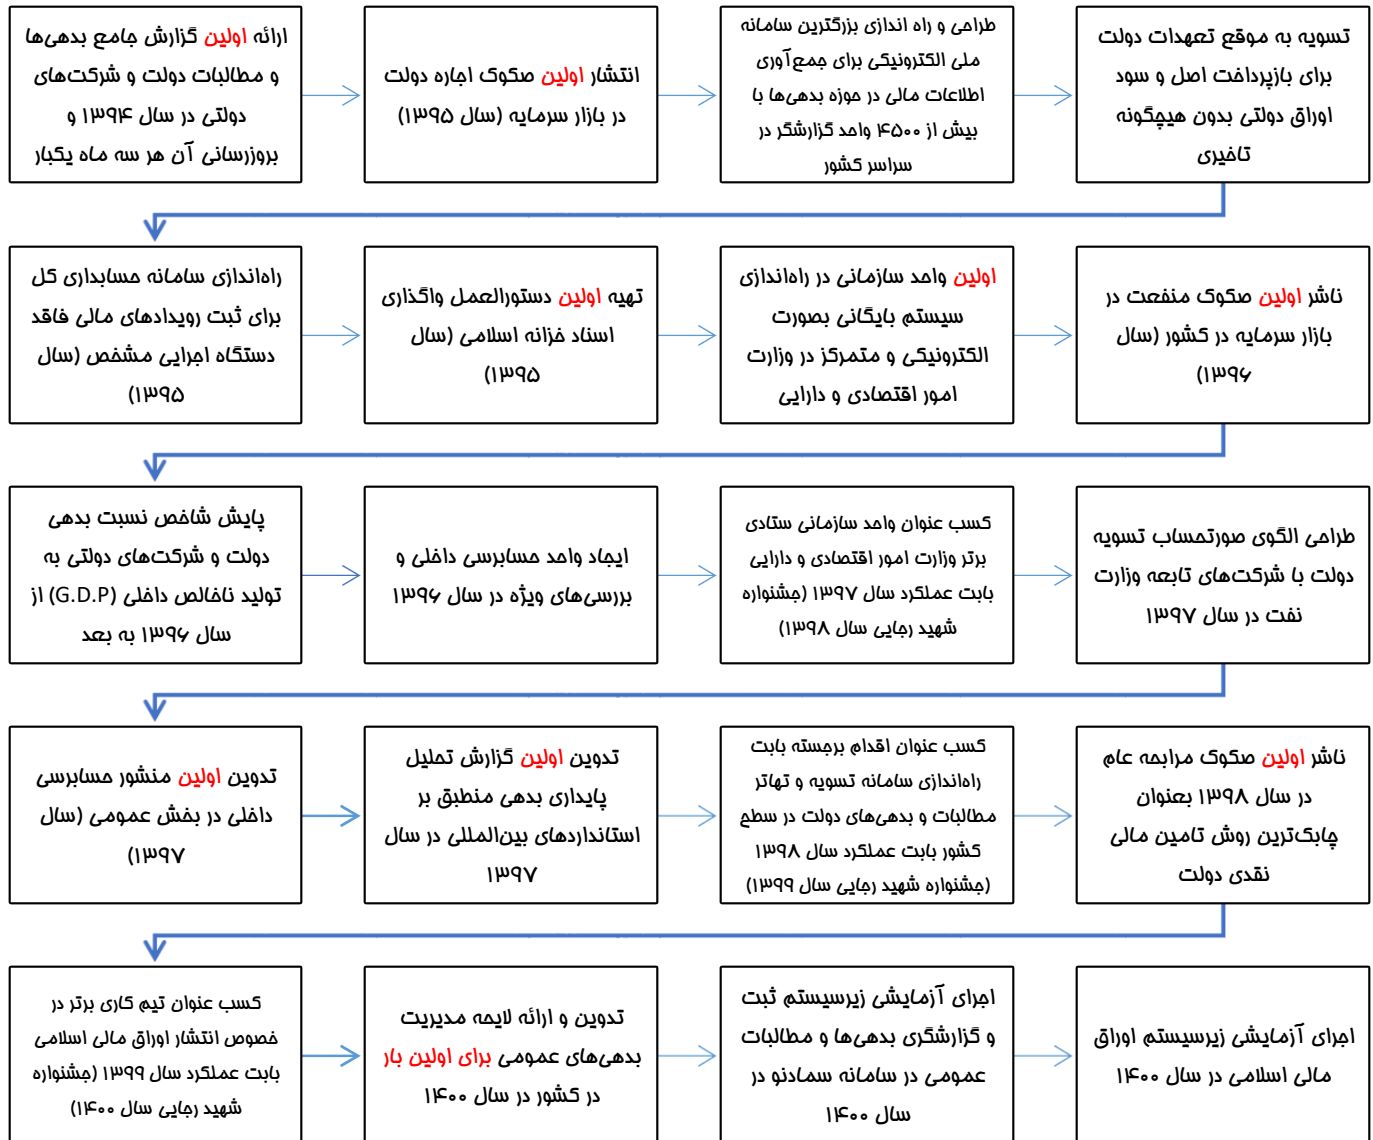 ارائه اولین گزارش جامع بدهی‌ها
و مطالبات دولت و شرکت‌های
دولتی در سال ۱۳۹۴ و
بروزرسانی آن هر سه ماه یکبار
انتشار اولین صکوک اجاره دولت
در بازار سرمایه (سال ۱۳۹۵)
طراحی و راه اندازی بزرگترین سامانه
ملی الکترونیکی برای جمع‌آوری
اطلاعات مالی در حوزه بدهی‌ها با
بیش از ۴۵۰۰ واحد گزارشگر در
سراسر کشور
تسویه به موقع تعهدات دولت
برای بازپرداخت اصل و سود
اوراق دولتی بدون هیچگونه
تاخیری
راه‌اندازی سامانه حسابداری کل
برای ثبت رویدادهای مالی فاقد
دستگاه اجرایی مشخص (سال
۱۳۹۵)
تهیه اولین دستورالعمل واگذاری
اسناد خزانه اسلامی (سال
۱۳۹۵)
اولین واحد سازمانی در راه‌اندازی
سیستم بایگانی بصورت
الکترونیکی و متمرکز در وزارت
امور اقتصادی و دارایی
ناشر اولین صکوک منفعت در
بازار سرمایه در کشور (سال
۱۳۹۶)
پایش شاخص نسبت بدهی
دولت و شرکت‌های دولتی به
تولید ناخالص داخلی (G.D.P) از
سال ۱۳۹۶ به بعد
ایجاد واحد حسابرسی داخلی و
بررسی‌های ویژه در سال ۱۳۹۶
کسب عنوان واحد سازمانی ستادی
برتر وزارت امور اقتصادی و دارایی
بابت عملکرد سال ۱۳۹۷ (جشنواره
شهید رجایی سال ۱۳۹۸)
طراحی الگوی صورتحساب تسویه
دولت با شرکت‌های تابعه وزارت
نفت در سال ۱۳۹۷
تدوین اولین منشور حسابرسی
داخلی در بخش عمومی (سال
۱۳۹۷)
تدوین اولین گزارش تحلیل
پایداری بدهی منطبق بر
استانداردهای بین‌المللی در سال
۱۳۹۷
کسب عنوان اقدام برجسته بابت
راه‌اندازی سامانه تسویه و تهاتر
مطالبات و بدهی‌های دولت در سطح
کشور بابت عملکرد سال ۱۳۹۸
(جشنواره شهید رجایی سال ۱۳۹۹)
ناشر اولین صکوک مرابحه عام
در سال ۱۳۹۸ بعنوان
چابک‌ترین روش تامین مالی
نقدی دولت
کسب عنوان تیم کاری برتر در
خصوص انتشار اوراق مالی اسلامی
بابت عملکرد سال ۱۳۹۹ (جشنواره
شهید رجایی سال ۱۴۰۰)
تدوین و ارائه لایحه مدیریت
بدهی‌های عمومی برای اولین بار
در کشور در سال ۱۴۰۰
اجرای آزمایشی زیرسیستم ثبت
و گزارشگری بدهی‌ها و مطالبات
عمومی در سامانه سمادنو در
سال ۱۴۰۰
اجرای آزمایشی زیرسیستم اوراق
مالی اسلامی در سال ۱۴۰۰